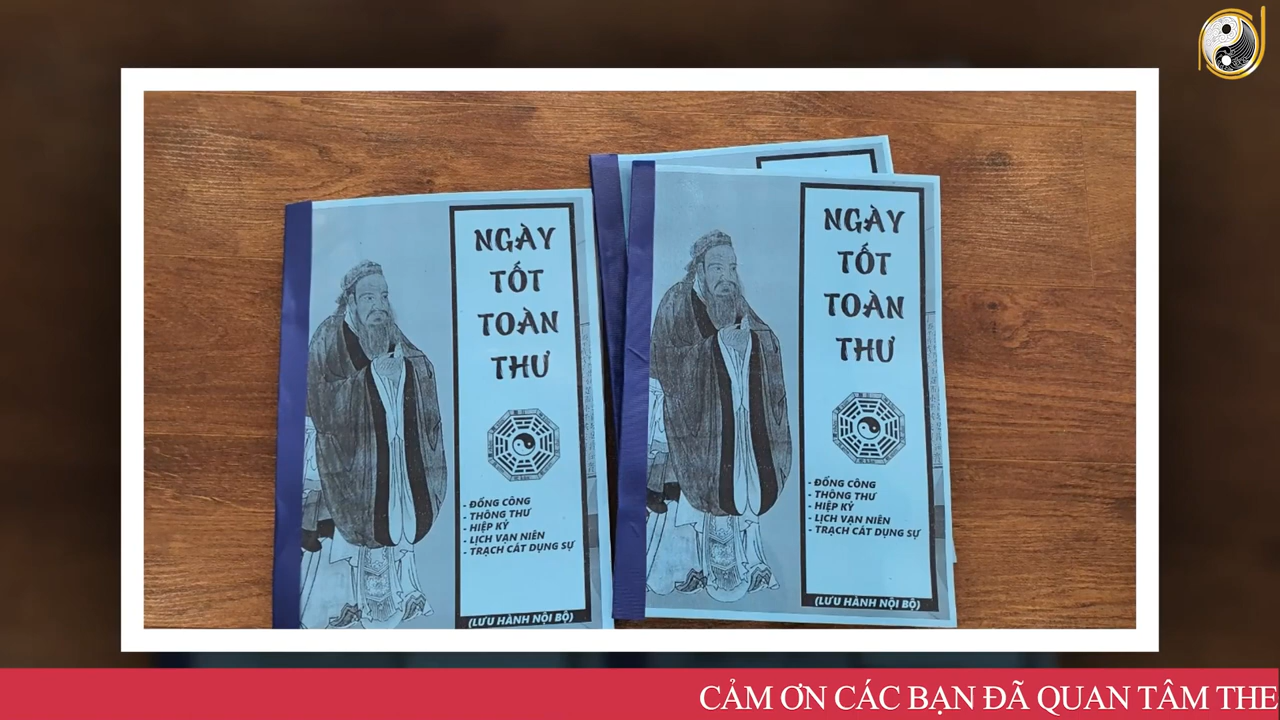 NGÀY
TỐT
TOÀN
THƯ
- ĐỔNG CÔNG
- THÔNG THƯ
- HIỆP KỶ
- LỊCH VẠN NIÊN
- TRẠCH CÁT DỤNG SỰ
(LƯU HÀNH NỘI BỘ)
NGÀY
TỐT
TOÀN
THƯ
- ĐỔNG CÔNG
- THÔNG THƯ
- HIỆP KỶ
- LỊCH VẠN NIÊN
- TRẠCH CÁT DỤNG SỰ
(LƯU HÀNH NỘI BỘ)
CẢM ƠN CÁC BẠN ĐÃ QUAN TÂM THE